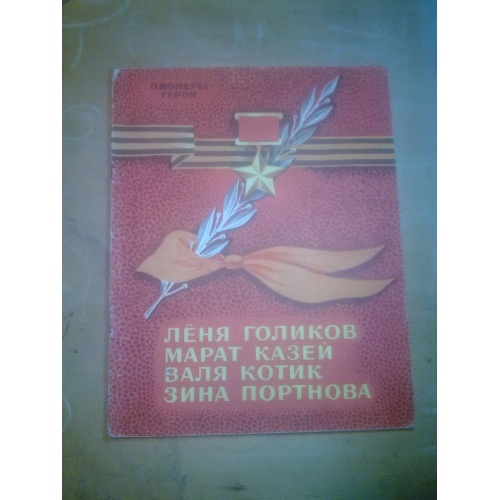 ПИОНЕРЫ-
ГЕРОИ
ЛЁНЯ ГОЛИКОВ
МАРАТ КАЗЕЙ
ВАЛЯ КОТИК
ЗИНА ПОРТНОВА